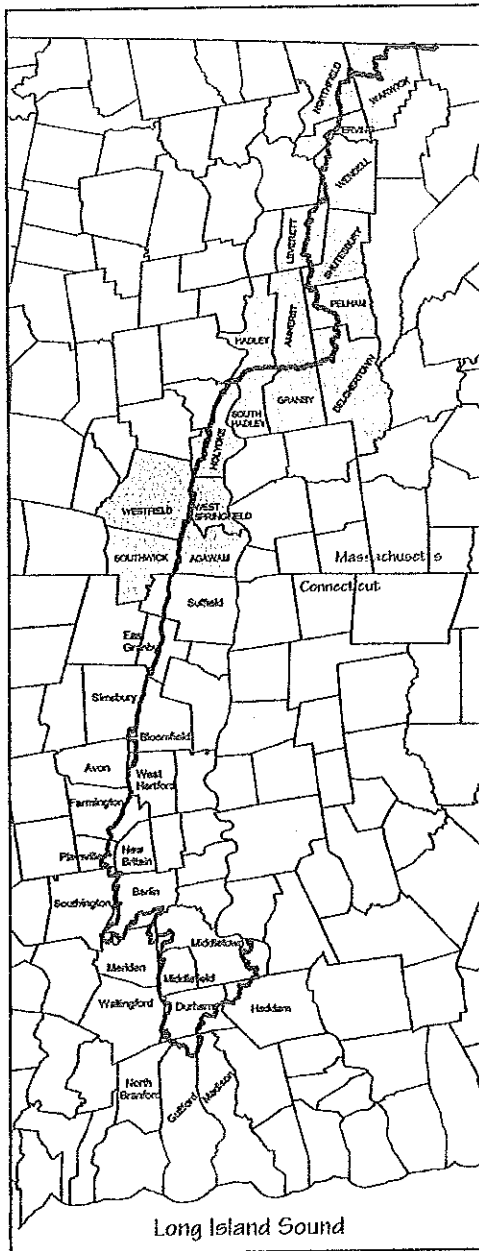 NORTHFIELD
WARWICK
ERVING
WENDELL
LEVERETT
SHUTESBURY
PELHAM
AMHERST
HADLEY
BELCHERTOWN
GRANBY
SOUTH
HADLEY
HOLYOKE
WESTFIELD
WEST
SPRINGFIELD
SOUTHWICK
AGAWAM
Massachusetts
Connecticut
Suffield
East
Granby
Simsbury
Bloomfield
Avon
West
Hartford
Farmington
Plainville
New
Britain
Southington
Berlin
Middletown
Meriden
Middlefield
Wallingford
Durham
Haddam
North
Branford
Guilford
Madison
Long Island Sound